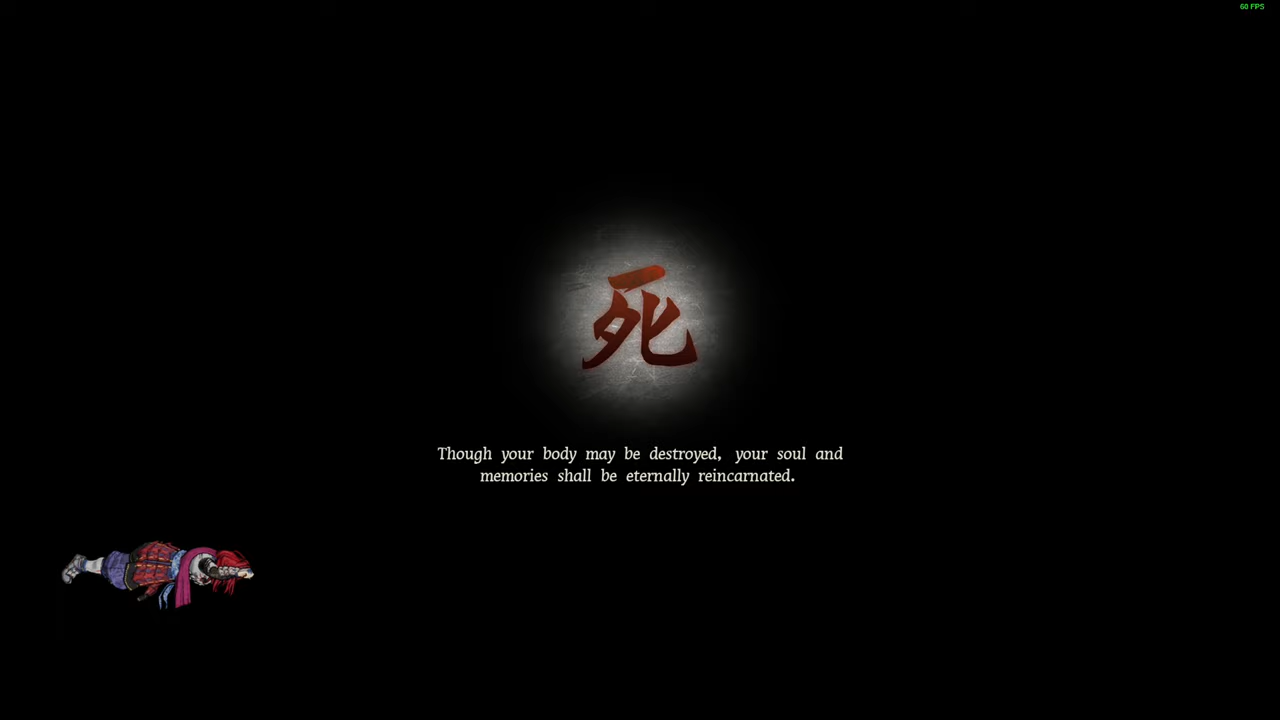 60 FPS
死
Though your body may be destroyed, your soul and
memories shall be eternally reincarnated.